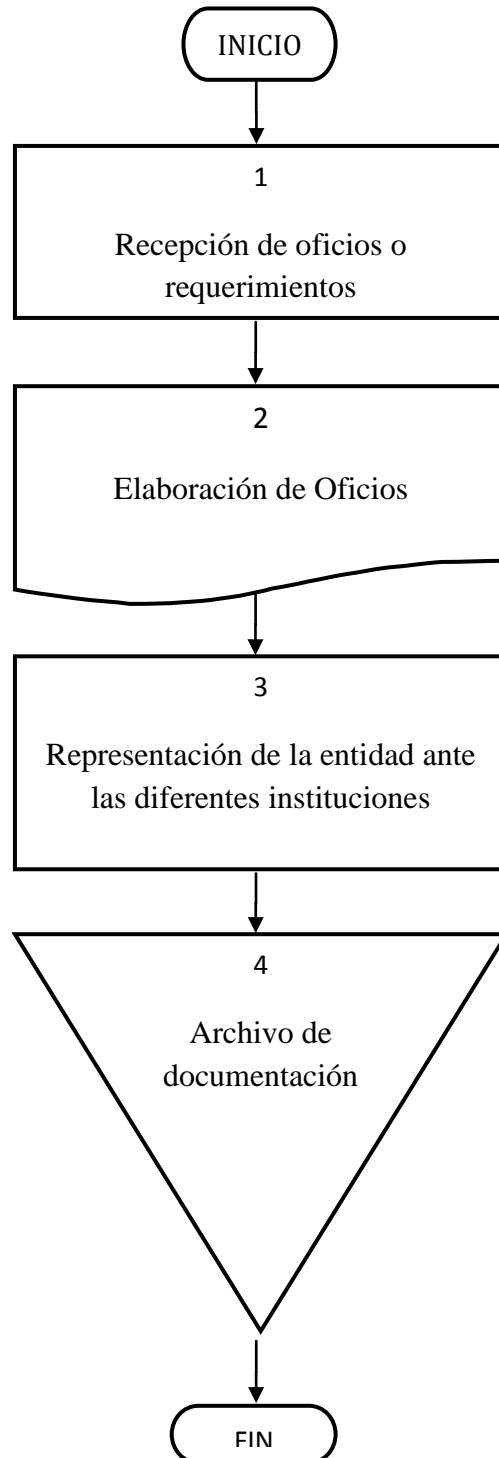 INICIO
1
Recepción de oficios o
requerimientos
2
Elaboración de Oficios
3
Representación de la entidad ante
las diferentes instituciones
4
Archivo de
documentación
FIN